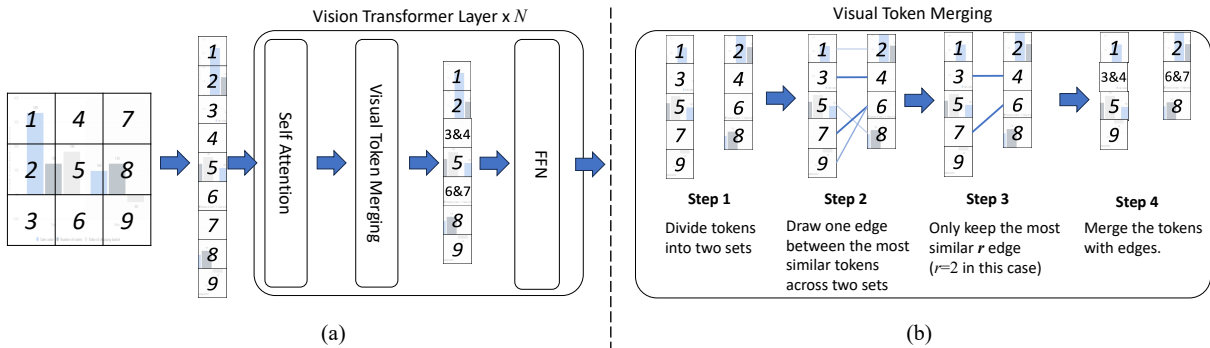 Vision Transformer Layer x N
1 4 7
2 5 8
3 6 9
1
2
3
4
5
6
7
8
9
Self Attention
Visual Token Merging
1
2
3&4
5
6&7
8
9
FFN
(a)
Visual Token Merging
1 2
3 4
5 6
7 8
9
Step 1
Divide tokens
into two sets
1 2
3 4
5 6
7 8
9
Step 2
Draw one edge
between the most
similar tokens
across two sets
1 2
3 4
5 6
7 8
9
Step 3
Only keep the most
similar r edge
(r=2 in this case)
1 2
3&4 6&7
5 8
9
Step 4
Merge the tokens
with edges.
(b)